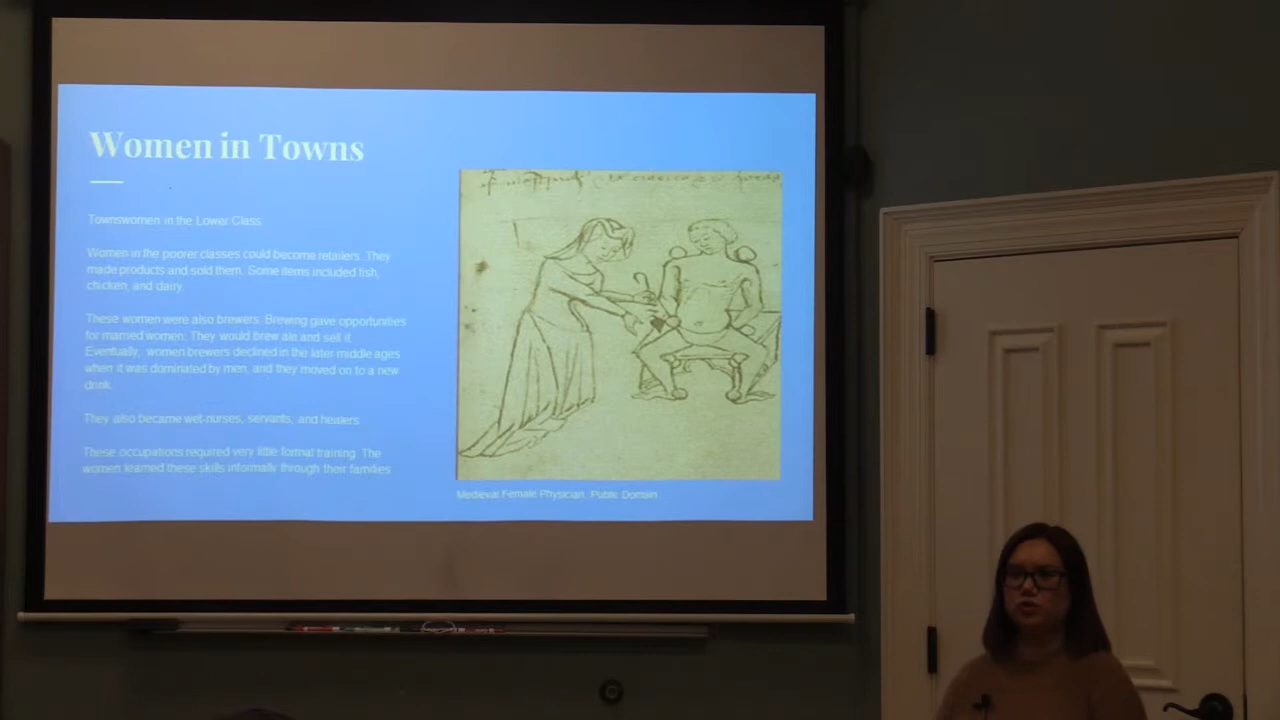 Women in Towns
Townswomen in the Lower Class
Women in the poorer classes could become retailers. They
made products and sold them. Some items included fish,
chicken, and dairy.
These women were also brewers. Brewing gave opportunities
for married women. They would brew ale and sell it.
Eventually, women brewers declined in the later middle ages
when it was dominated by men, and they moved on to a new
drink.
They also became wet-nurses, servants, and healers.
These occupations required very little formal training. The
women learned these skills informally through their families
Medieval Female Physician. Public Domain